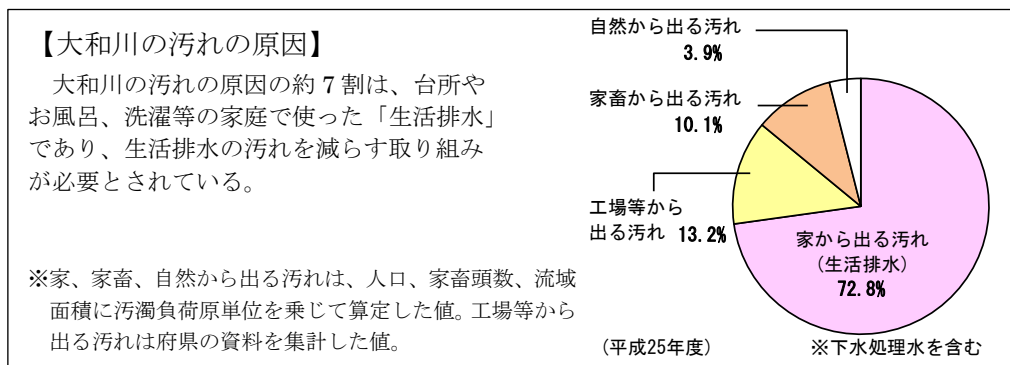 【大和川の汚れの原因】
大和川の汚れの原因の約7割は、台所や
お風呂、洗濯等の家庭で使った「生活排水」
であり、生活排水の汚れを減らす取り組み
が必要とされている。
※家、家畜、自然から出る汚れは、人口、家畜頭数、流域
面積に汚濁負荷原単位を乗じて算定した値。工場等から
出る汚れは府県の資料を集計した値。
自然から出る汚れ
3.9%
家畜から出る汚れ
10.1%
工場等から
出る汚れ 13.2%
家から出る汚れ
(生活排水)
72.8%
(平成25年度)
※下水処理水を含む